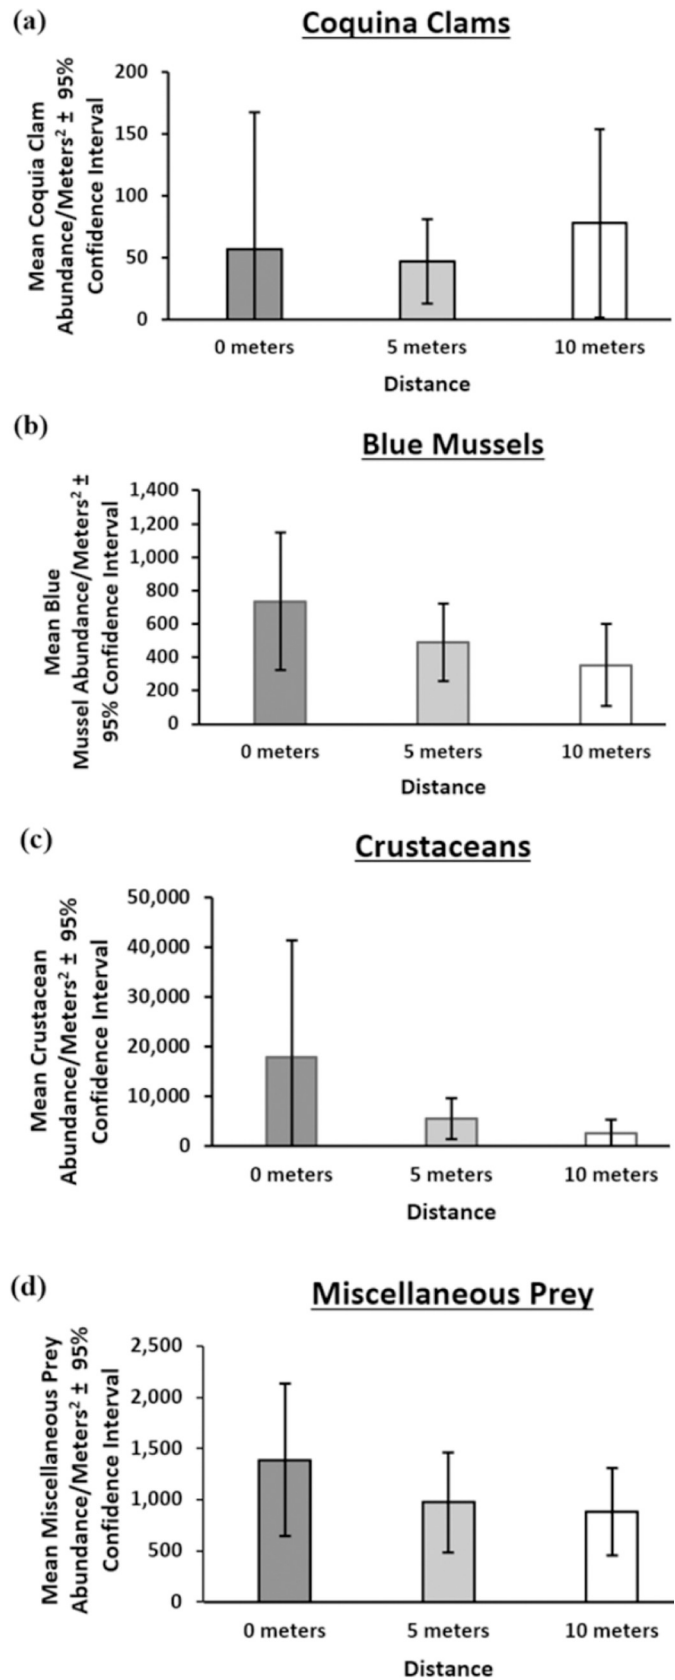 (a)
Coquina Clams
Mean Coquia Clam
Abundance/Meters² ± 95%
Confidence Interval
200
150
100
50
0
0 meters
5 meters
10 meters
Distance
(b)
Blue Mussels
Mean Blue
Mussel Abundance/Meters² ±
95% Confidence Interval
1,400
1,200
1,000
800
600
400
200
0
0 meters
5 meters
10 meters
Distance
(c)
Crustaceans
Mean Crustacean
Abundance/Meters² ± 95%
Confidence Interval
50,000
40,000
30,000
20,000
10,000
0
0 meters
5 meters
10 meters
Distance
(d)
Miscellaneous Prey
Mean Miscellaneous Prey
Abundance/Meters² ± 95%
Confidence Interval
2,500
2,000
1,500
1,000
500
0
0 meters
5 meters
10 meters
Distance